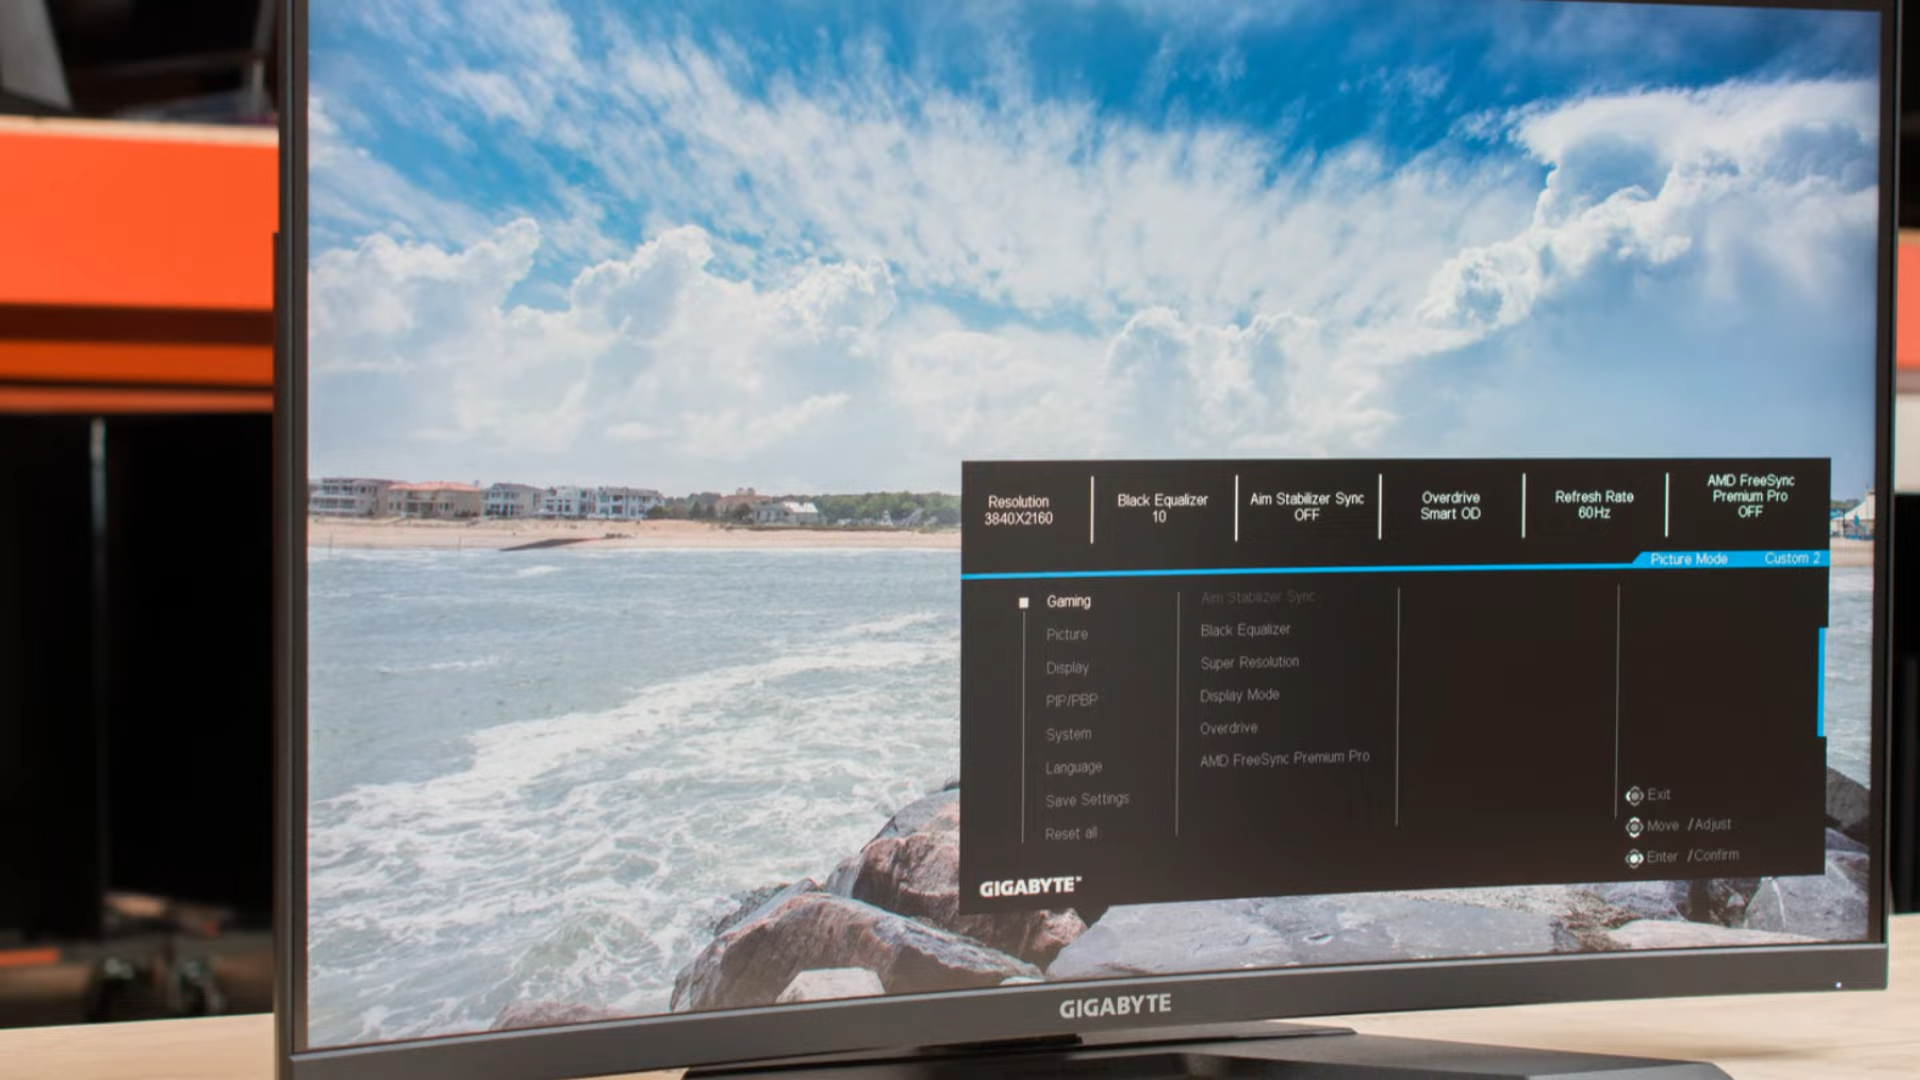 Resolution
3840X2160
Black Equalizer
10
Aim Stabilizer Sync
OFF
Overdrive
Smart OD
Refresh Rate
60Hz
AMD FreeSync
Premium Pro
OFF
Picture Mode Custom 2
Gaming
Picture
Display
PIP/PBP
System
Language
Save Settings
Reset all
Aim Stabilizer Sync
Black Equalizer
Super Resolution
Display Mode
Overdrive
AMD FreeSync Premium Pro
Exit
Move /Adjust
Enter /Confirm
GIGABYTE™
GIGABYTE